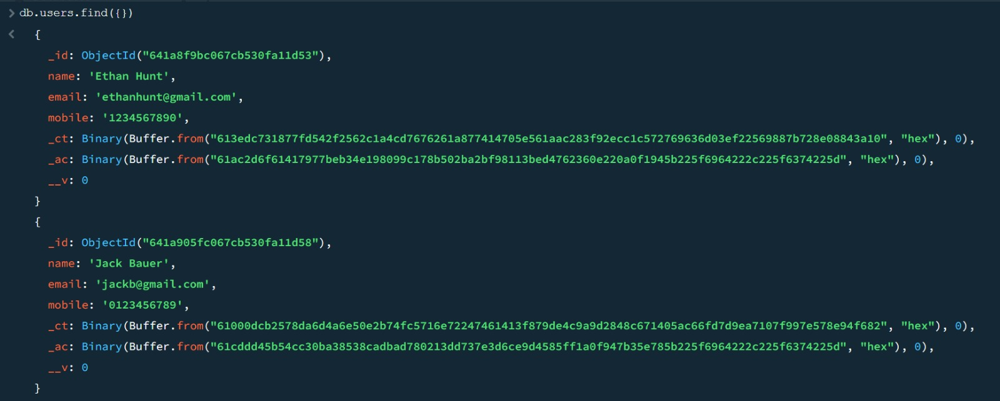 db.users.find({})
{
_id: ObjectId("641a8f9bc067cb530fa11d53"),
name: 'Ethan Hunt',
email: 'ethanhunt@gmail.com',
mobile: '1234567890',
_ct: Binary(Buffer.from("613edc731877fd542f2562c1a4cd7676261a877414705e561aac283f92ecc1c572769636d03ef22569887b728e08843a10", "hex"), 0),
_ac: Binary(Buffer.from("61ac2d6f61417977beb34e198099c178b502ba2bf98113bed4762360e220a0f1945b225f6964222c225f6374225d", "hex"), 0),
__v: 0
}
{
_id: ObjectId("641a905fc067cb530fa11d58"),
name: 'Jack Bauer',
email: 'jackb@gmail.com',
mobile: '0123456789',
_ct: Binary(Buffer.from("61000dcb2578da6d4a6e50e2b74fc5716e72247461413f879de4c9a9d2848c671405ac66fd7d9ea7107f997e578e94f682", "hex"), 0),
_ac: Binary(Buffer.from("61cddd45b54cc30ba38538cadbad780213dd737e3d6ce9d4585ff1a0f947b35e785b225f6964222c225f6374225d", "hex"), 0),
__v: 0
}